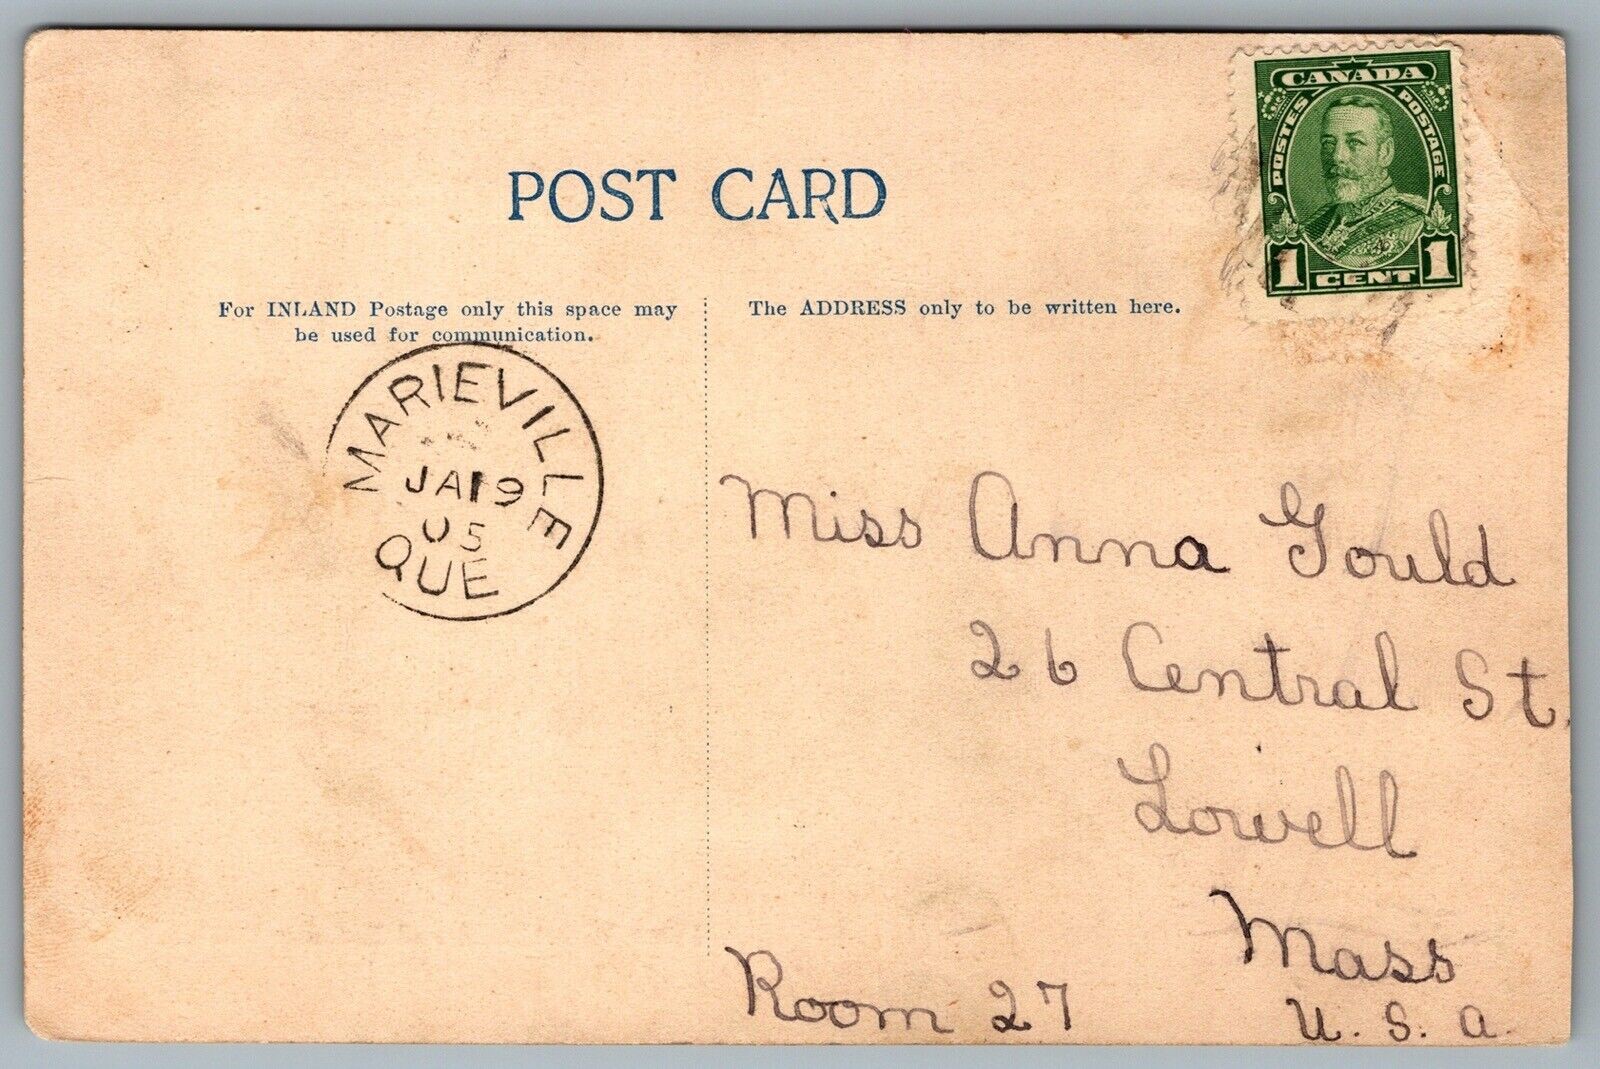 CANADA
POSTES POSTAGE
1 CENT 1
POST CARD
For INLAND Postage only this space may
be used for communication.
The ADDRESS only to be written here.
MARIEVILLE
JA 19
05
QUE
Miss Anna Gould
26 Central St.
Lowell
Mass
U. S. A.
Room 27